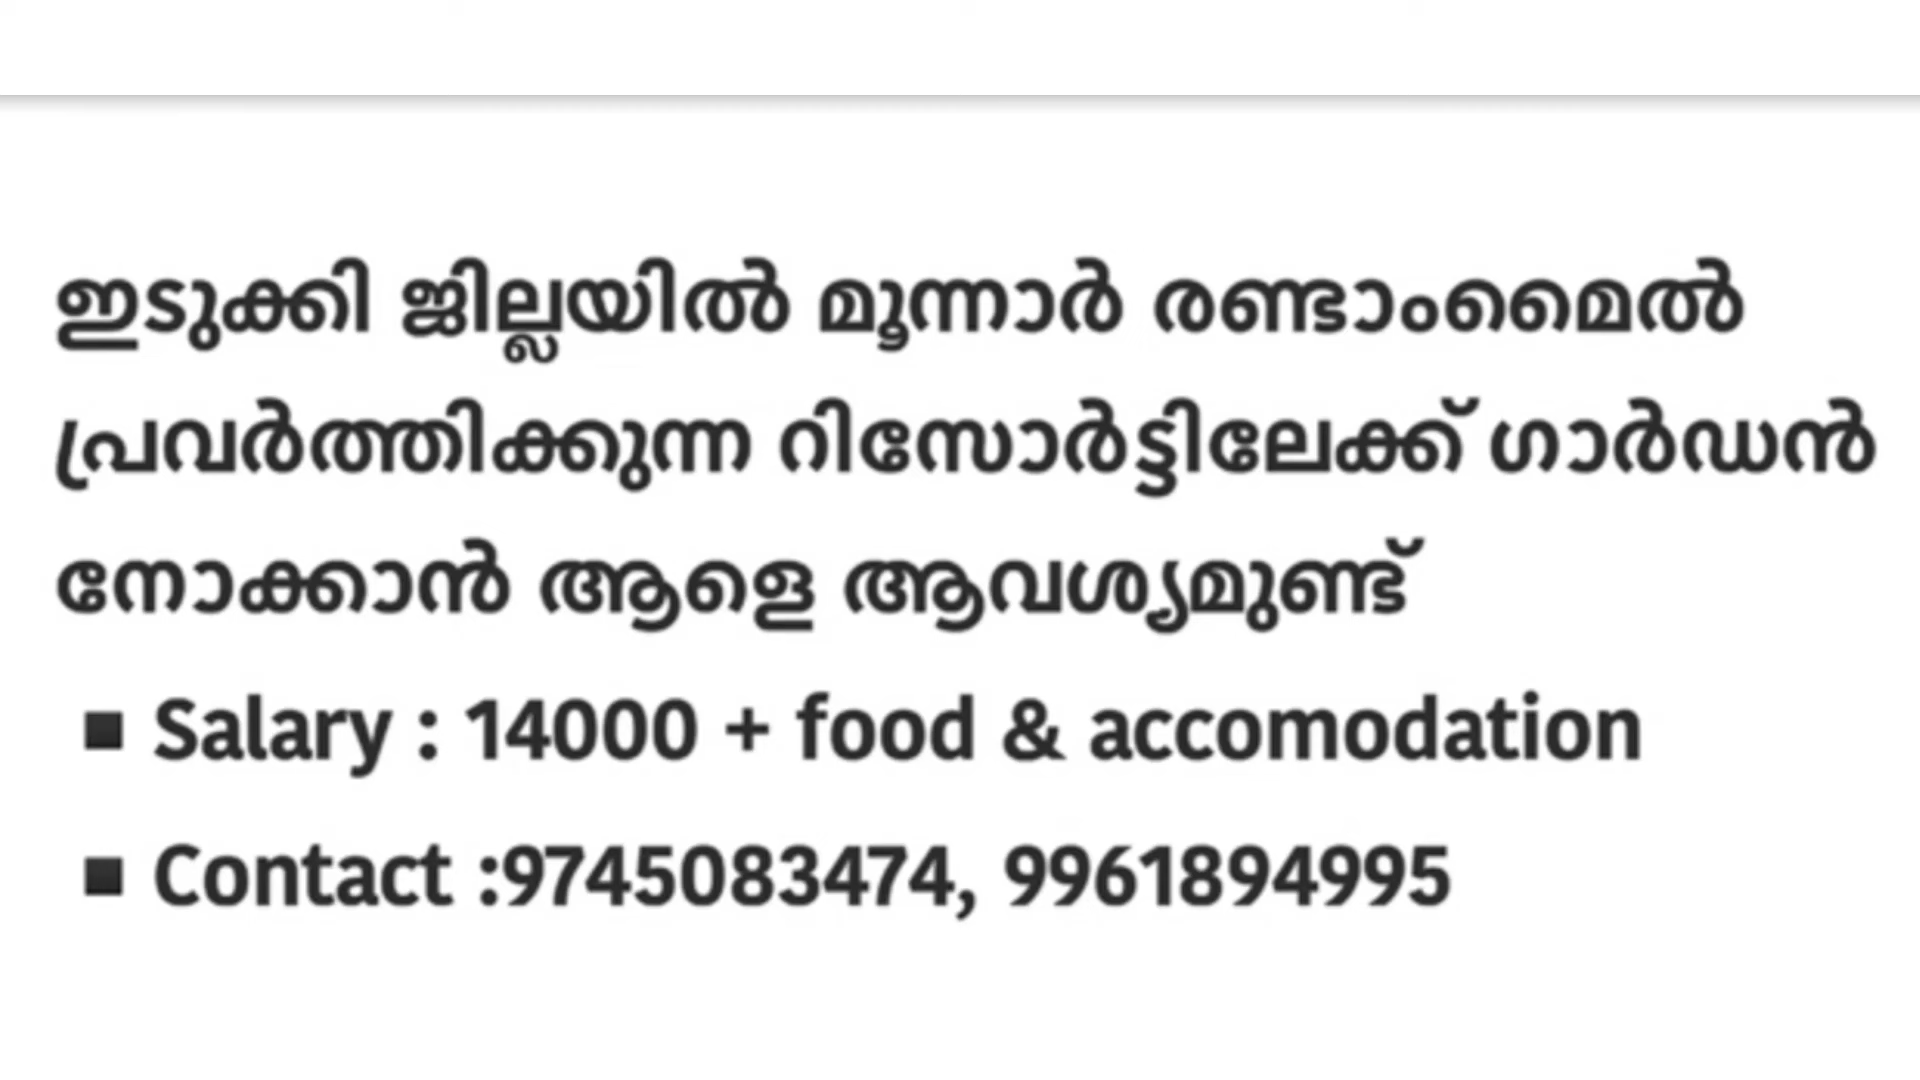 ഇടുക്കി ജില്ലയിൽ മൂന്നാർ രണ്ടാംമൈൽ
പ്രവർത്തിക്കുന്ന റിസോർട്ടിലേക്ക് ഗാർഡൻ
നോക്കാൻ ആളെ ആവശ്യമുണ്ട്
▪ Salary : 14000 + food & accomodation
▪ Contact :9745083474, 9961894995